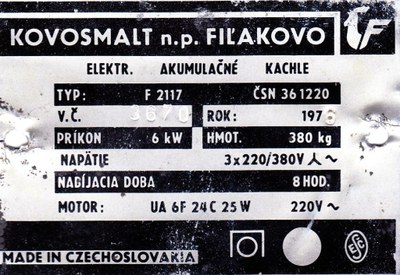 KOVOSMALT n.p. FIĽAKOVO
ELEKTR. AKUMULAČNÉ KACHLE
TYP: F 2117 ČSN 36 1220
V.Č. ROK: 1976
PRÍKON 6 kW HMOT. 380 kg
NAPÄTIE 3x220/380V ⅄ ~
NABÍJACIA DOBA 8 HOD.
MOTOR: UA 6F 24C 25W 220V ~
MADE IN CZECHOSLOVAKIA